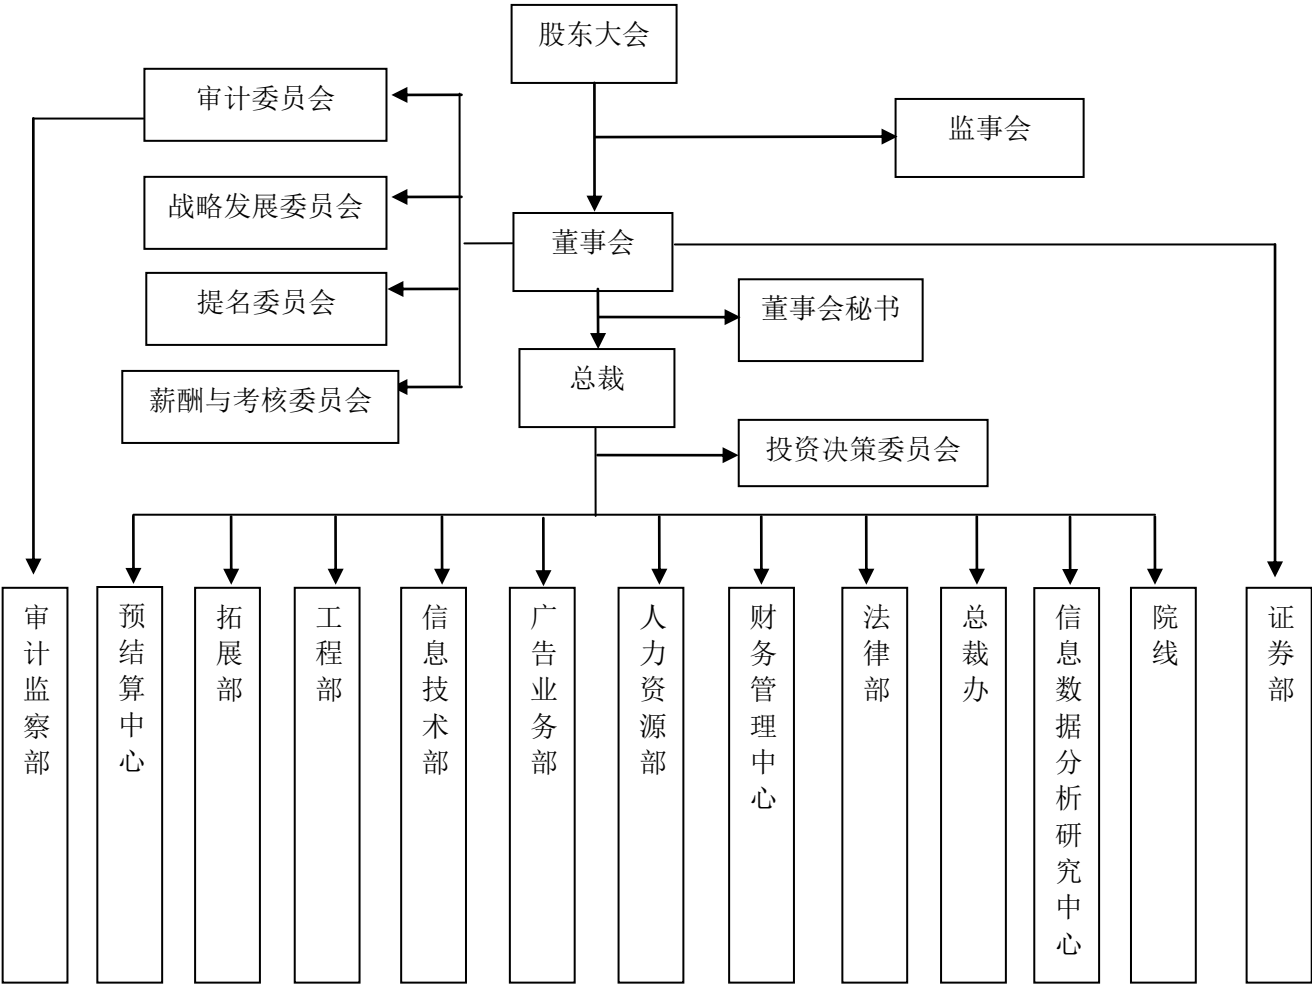 股东大会
审计委员会
监事会
战略发展委员会
董事会
提名委员会
董事会秘书
总裁
薪酬与考核委员会
投资决策委员会
审计监察部
预结算中心
拓展部
工程部
信息技术部
广告业务部
人力资源部
财务管理中心
法律部
总裁办
信息数据分析研究中心
院线
证券部